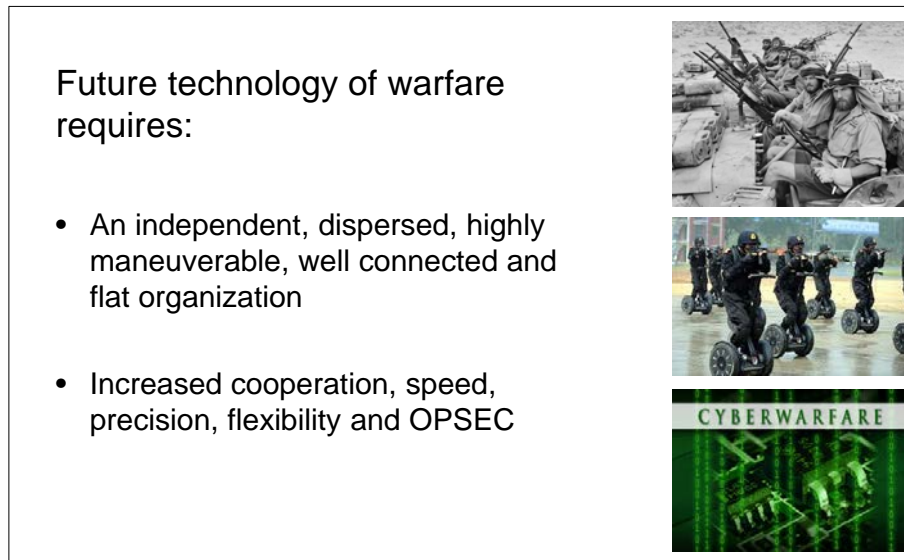 Future technology of warfare
requires:
• An independent, dispersed, highly
maneuverable, well connected and
flat organization
• Increased cooperation, speed,
precision, flexibility and OPSEC
CYBERWARFARE